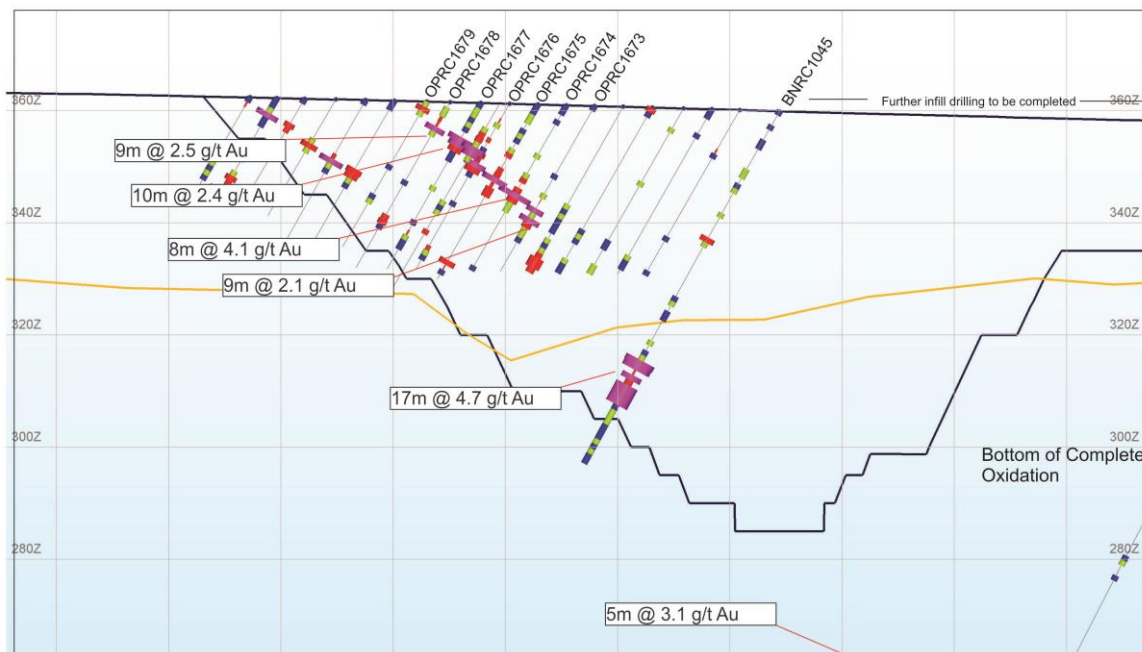 OPRC1679
OPRC1678
OPRC1677
OPRC1676
OPRC1675
OPRC1674
OPRC1673
BNRC1045
360Z
Further infill drilling to be completed
360Z
9m @ 2.5 g/t Au
10m @ 2.4 g/t Au
340Z
340Z
8m @ 4.1 g/t Au
9m @ 2.1 g/t Au
320Z
320Z
17m @ 4.7 g/t Au
300Z
300Z
Bottom of Complete
Oxidation
280Z
280Z
5m @ 3.1 g/t Au